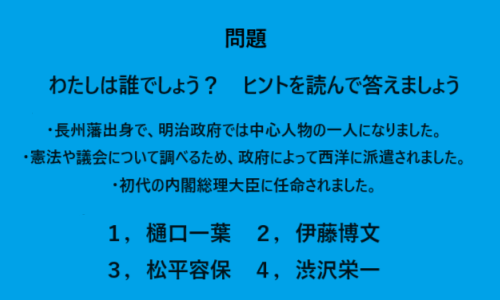 問題
わたしは誰でしょう？　ヒントを読んで答えましょう
・長州藩出身で、明治政府では中心人物の一人になりました。
・憲法や議会について調べるため、政府によって西洋に派遣されました。
・初代の内閣総理大臣に任命されました。
１，樋口一葉　２，伊藤博文
３，松平容保　４，渋沢栄一